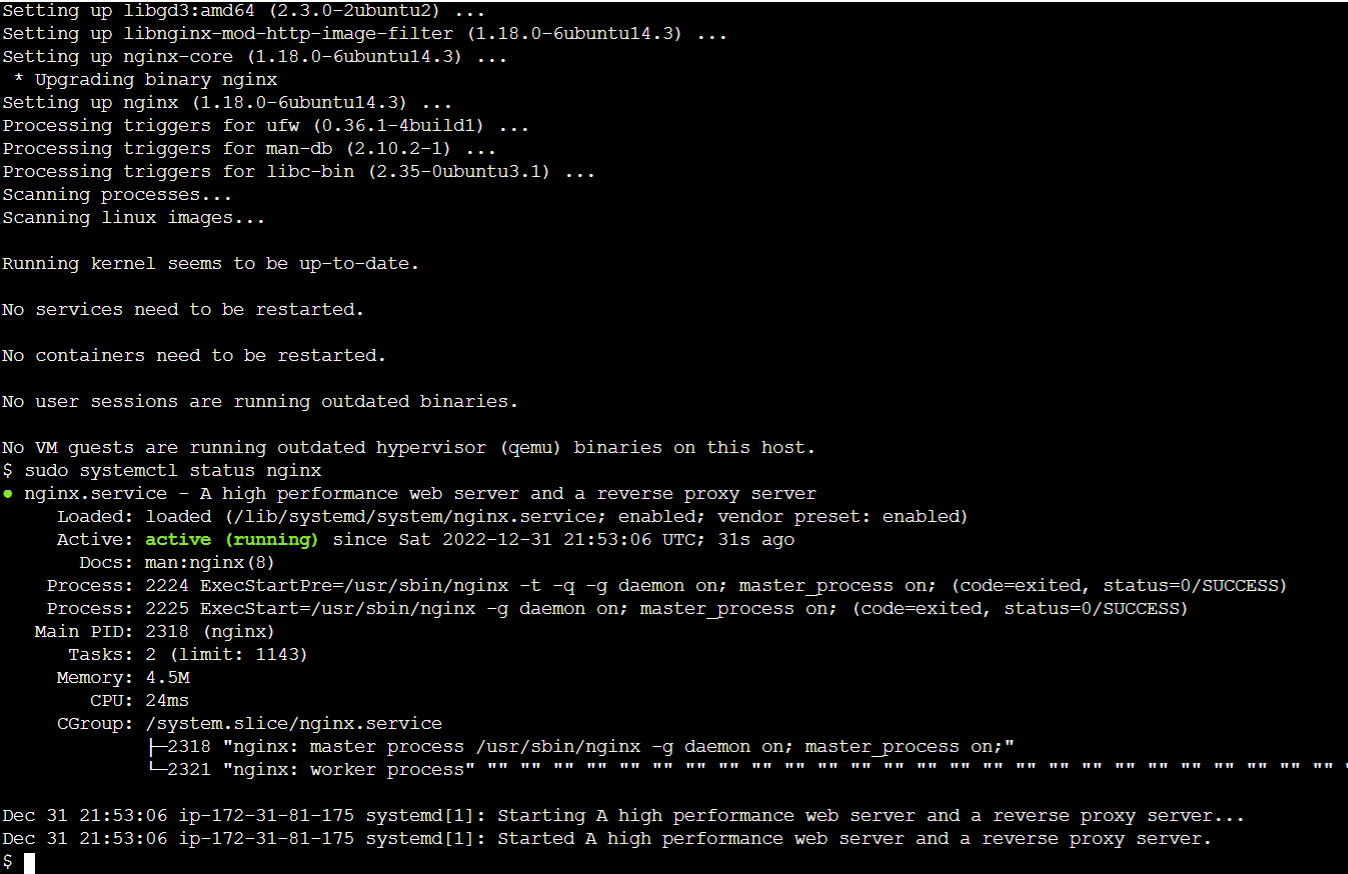 Setting up libgd3:amd64 (2.3.0-2ubuntu2) ...
Setting up libnginx-mod-http-image-filter (1.18.0-6ubuntu14.3) ...
Setting up nginx-core (1.18.0-6ubuntu14.3) ...
 * Upgrading binary nginx
Setting up nginx (1.18.0-6ubuntu14.3) ...
Processing triggers for ufw (0.36.1-4build1) ...
Processing triggers for man-db (2.10.2-1) ...
Processing triggers for libc-bin (2.35-0ubuntu3.1) ...
Scanning processes...
Scanning linux images...

Running kernel seems to be up-to-date.

No services need to be restarted.

No containers need to be restarted.

No user sessions are running outdated binaries.

No VM guests are running outdated hypervisor (qemu) binaries on this host.
$ sudo systemctl status nginx
● nginx.service - A high performance web server and a reverse proxy server
     Loaded: loaded (/lib/systemd/system/nginx.service; enabled; vendor preset: enabled)
     Active: active (running) since Sat 2022-12-31 21:53:06 UTC; 31s ago
       Docs: man:nginx(8)
    Process: 2224 ExecStartPre=/usr/sbin/nginx -t -q -g daemon on; master_process on; (code=exited, status=0/SUCCESS)
    Process: 2225 ExecStart=/usr/sbin/nginx -g daemon on; master_process on; (code=exited, status=0/SUCCESS)
   Main PID: 2318 (nginx)
      Tasks: 2 (limit: 1143)
     Memory: 4.5M
        CPU: 24ms
     CGroup: /system.slice/nginx.service
             ├─2318 "nginx: master process /usr/sbin/nginx -g daemon on; master_process on;"
             └─2321 "nginx: worker process" "" "" "" "" "" "" "" "" "" "" "" "" "" "" "" "" "" "" "" "" "" "" "" "" "" "" "

Dec 31 21:53:06 ip-172-31-81-175 systemd[1]: Starting A high performance web server and a reverse proxy server...
Dec 31 21:53:06 ip-172-31-81-175 systemd[1]: Started A high performance web server and a reverse proxy server.
$